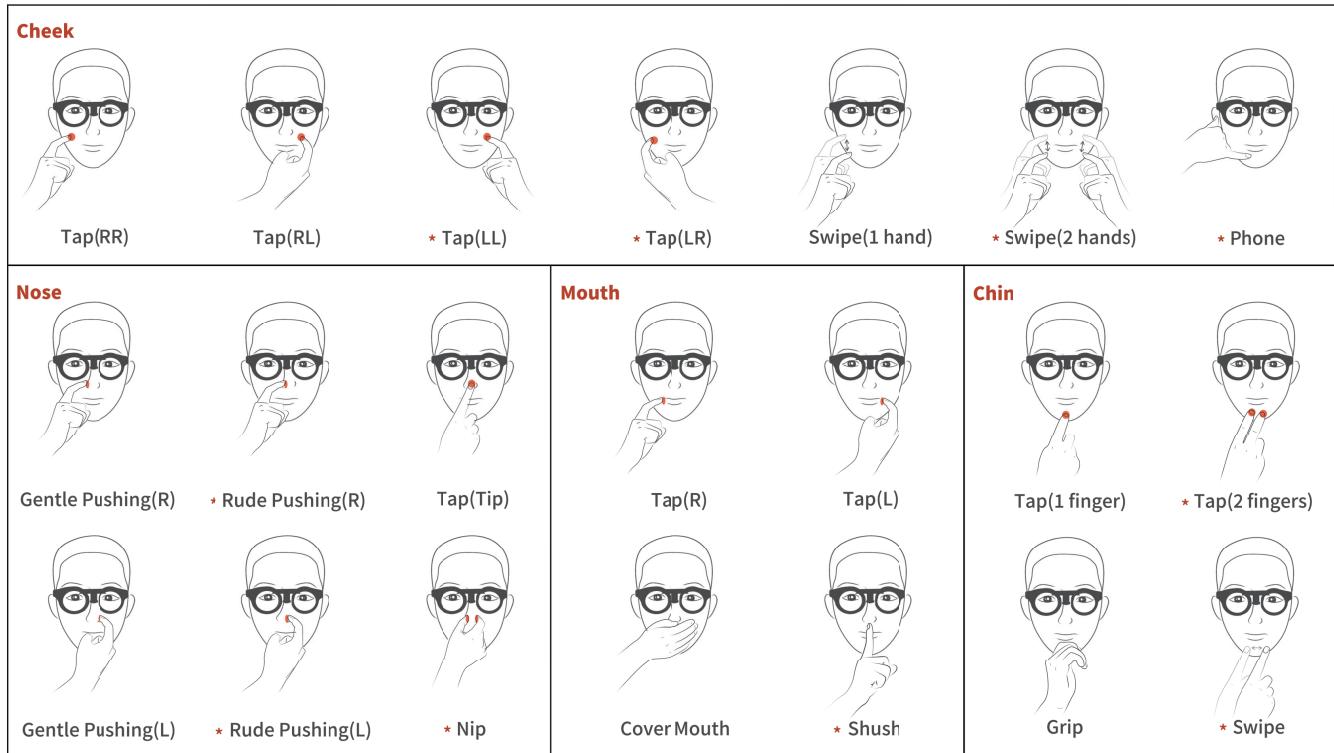 Cheek
Tap(RR)
Tap(RL)
* Tap(LL)
* Tap(LR)
Swipe(1 hand)
* Swipe(2 hands)
* Phone
Nose
Gentle Pushing(R)
* Rude Pushing(R)
Tap(Tip)
Gentle Pushing(L)
* Rude Pushing(L)
* Nip
Mouth
Tap(R)
Tap(L)
Cover Mouth
* Shush
Chin
Tap(1 finger)
* Tap(2 fingers)
Grip
* Swipe